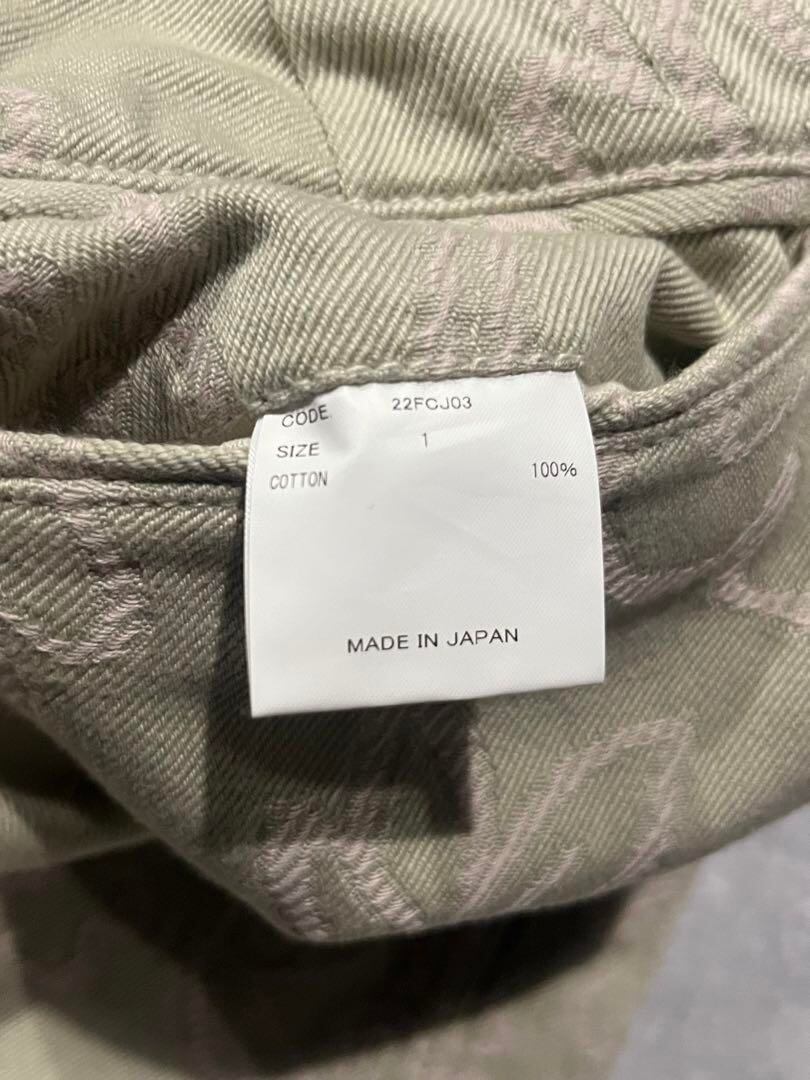 CODE. 22FCJ03
SIZE 1
COTTON 100%
MADE IN JAPAN